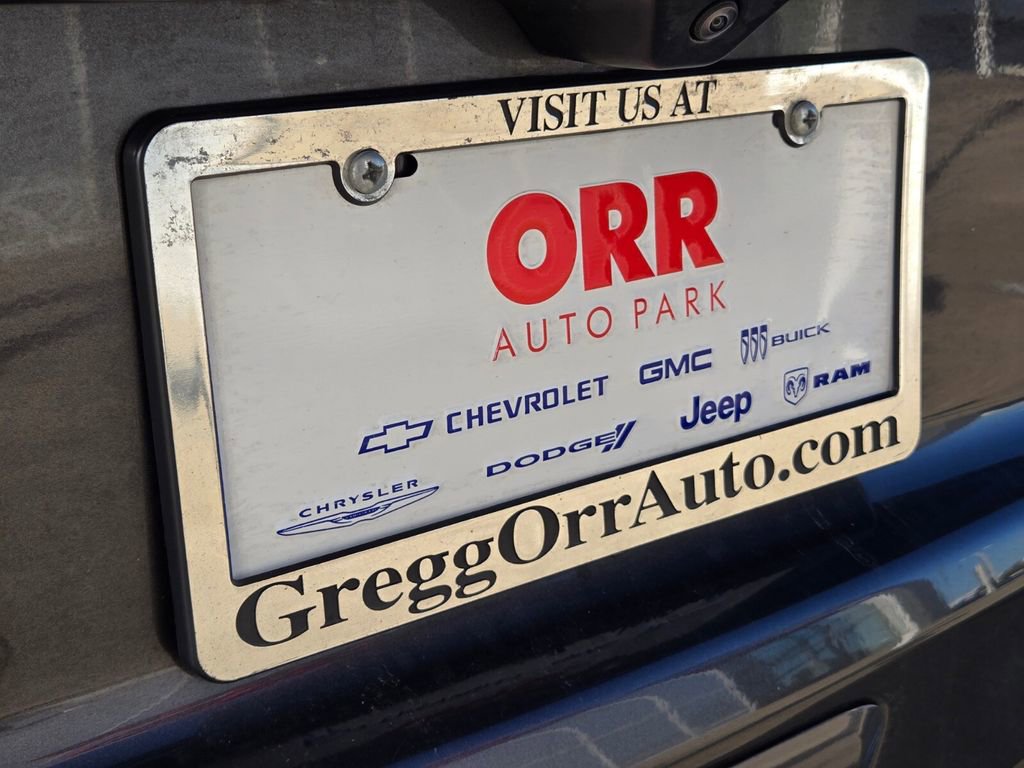 VISIT US AT
ORR
AUTO PARK
CHEVROLET GMC BUICK
CHRYSLER DODGE Jeep RAM
GreggOrrAuto.com